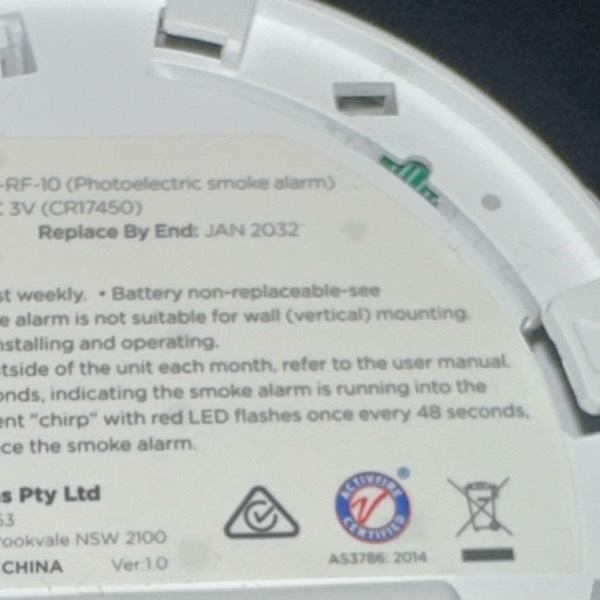 -RF-10 (Photoelectric smoke alarm)
3V (CR17450)
Replace By End: JAN 2032
st weekly. • Battery non-replaceable-see
e alarm is not suitable for wall (vertical) mounting.
nstalling and operating.
tside of the unit each month, refer to the user manual.
onds, indicating the smoke alarm is running into the
ent "chirp" with red LED flashes once every 48 seconds,
ce the smoke alarm.
s Pty Ltd
53
rookvale NSW 2100
CHINA Ver:1.0
ACTIVFIRE
CERTIFIED
®
AS3786: 2014